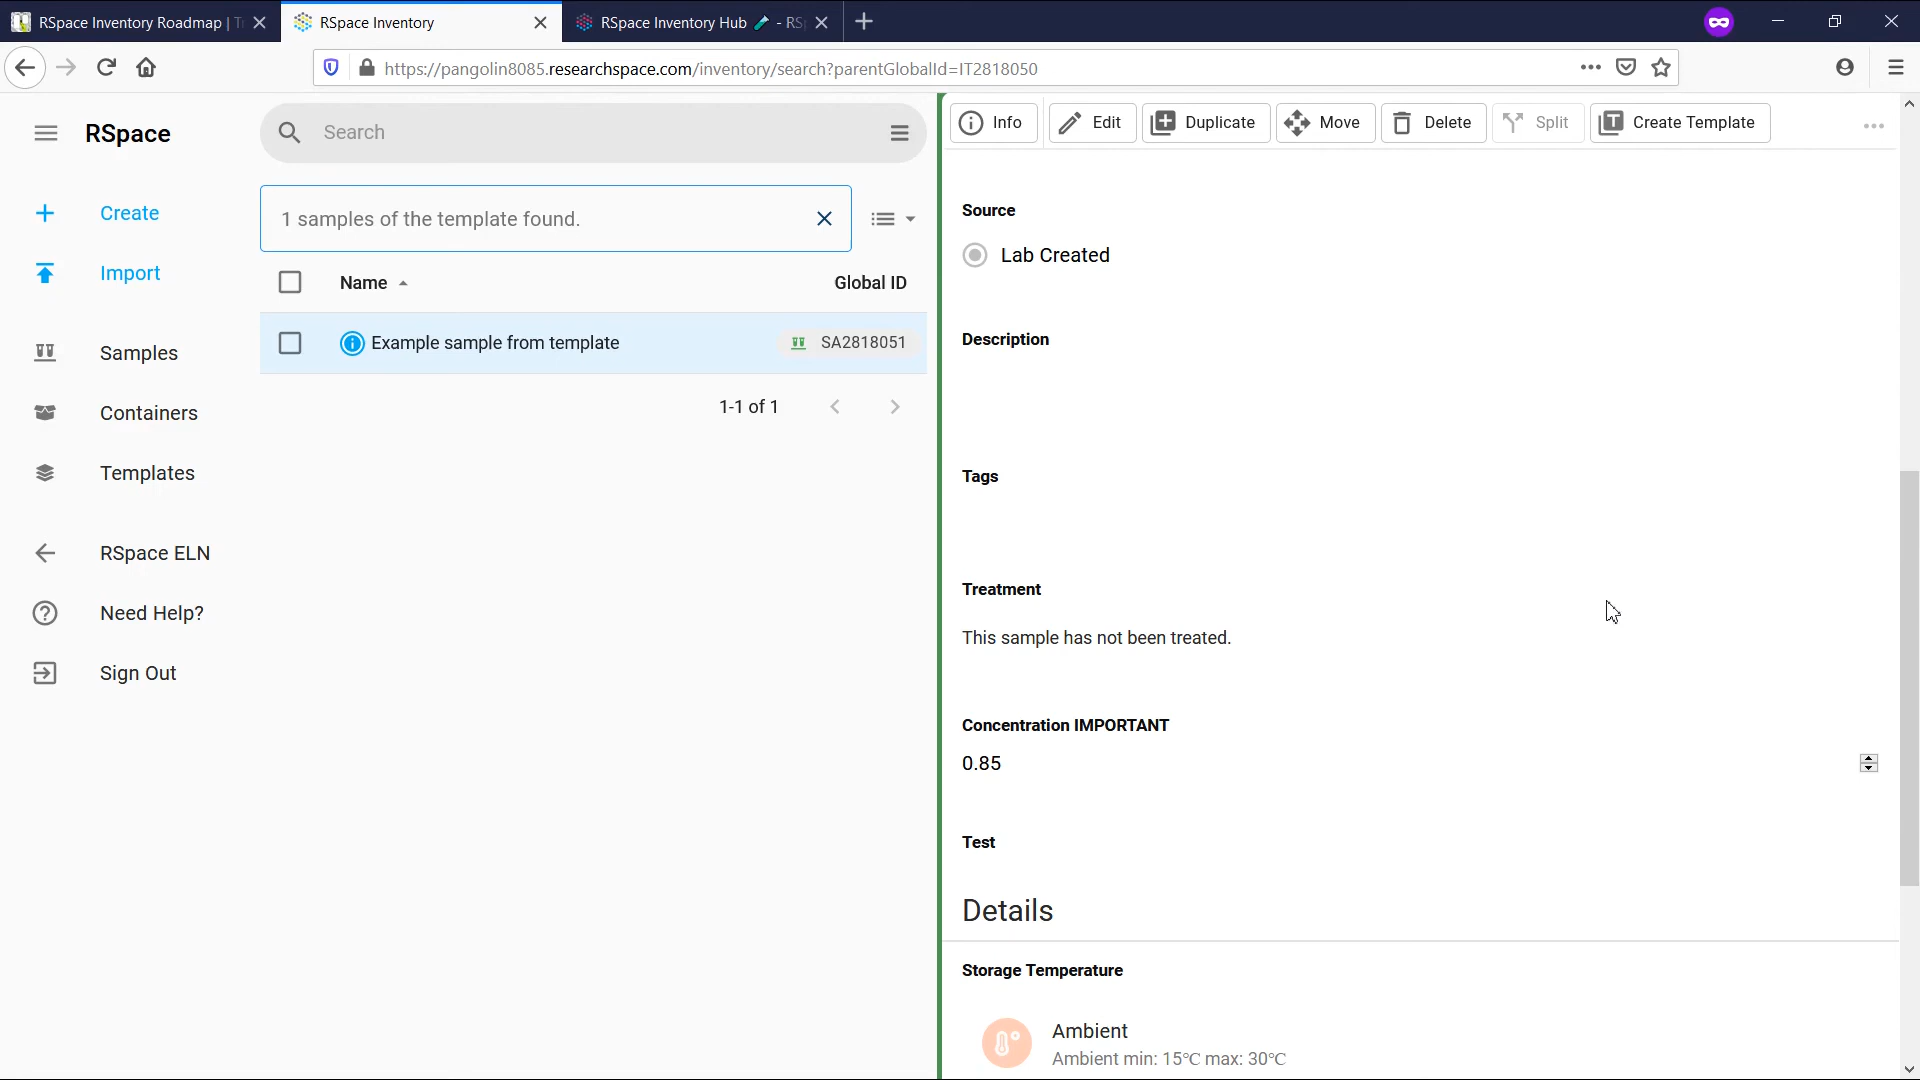 RSpace Inventory Roadmap | T
RSpace Inventory
RSpace Inventory Hub 🧪 - RS
https://pangolin8085.researchspace.com/inventory/search?parentGlobalId=IT2818050
RSpace
Create
Import
Samples
Containers
Templates
RSpace ELN
Need Help?
Sign Out
Search
1 samples of the template found.
Name
Global ID
Example sample from template
SA2818051
1-1 of 1
Info
Edit
Duplicate
Move
Delete
Split
Create Template
Source
Lab Created
Description
Tags
Treatment
This sample has not been treated.
Concentration IMPORTANT
0.85
Test
Details
Storage Temperature
Ambient
Ambient min: 15°C max: 30°C